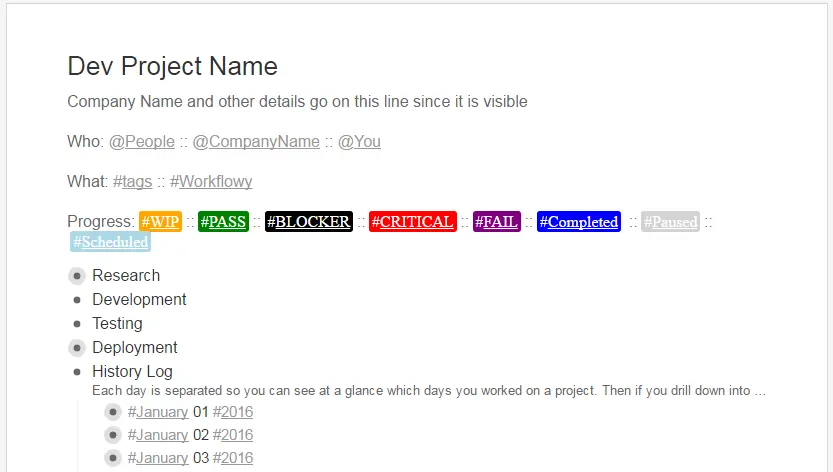 Dev Project Name
Company Name and other details go on this line since it is visible
Who: @People :: @CompanyName :: @You
What: #tags :: #Workflowy
Progress: #WIP :: #PASS :: #BLOCKER :: #CRITICAL :: #FAIL :: #Completed :: #Paused ::
#Scheduled
Research
Development
Testing
Deployment
History Log
Each day is separated so you can see at a glance which days you worked on a project. Then if you drill down into ...
#January 01 #2016
#January 02 #2016
#January 03 #2016